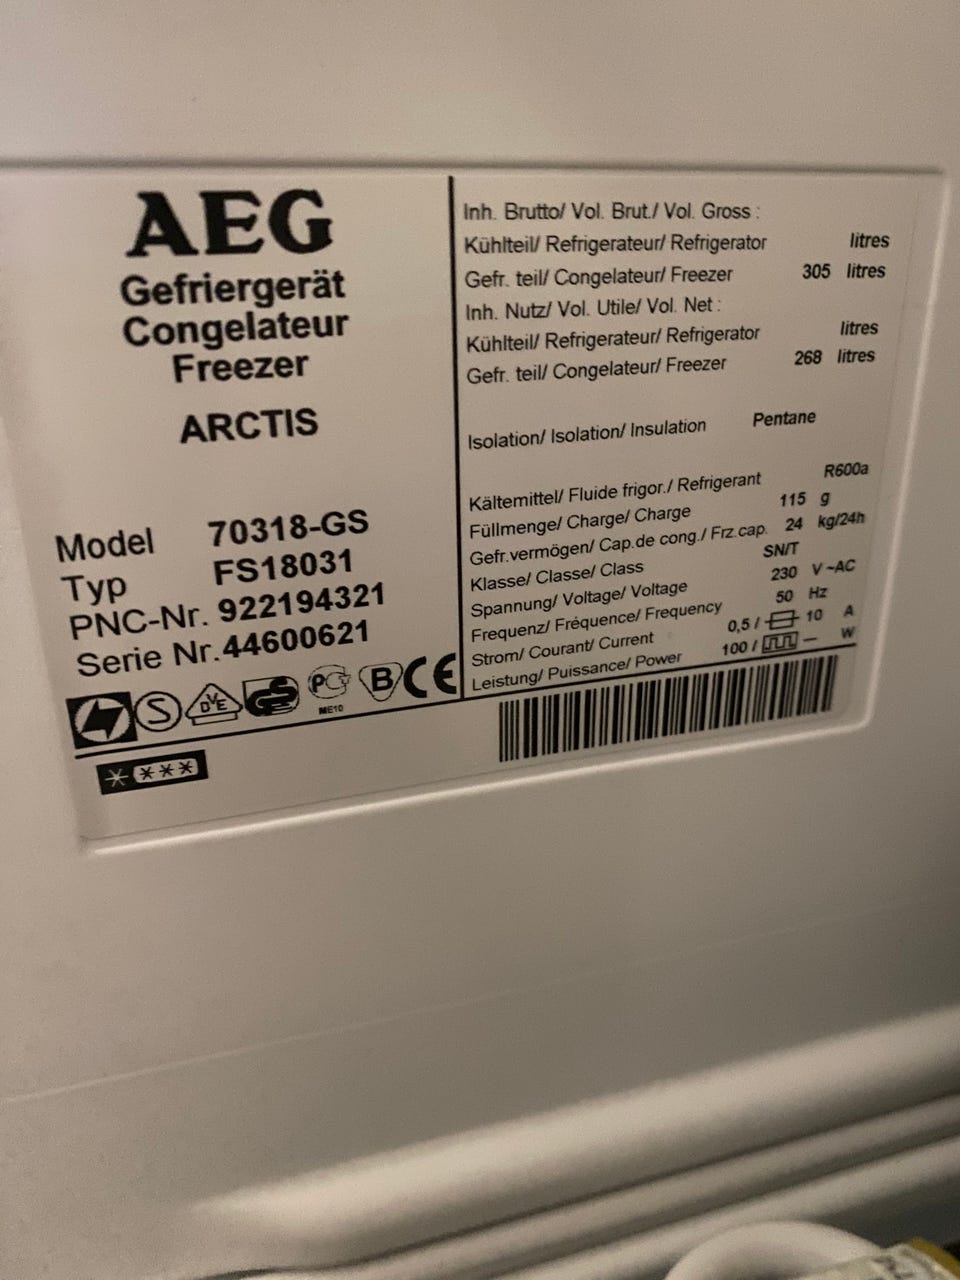 AEG
Gefriergerät
Congelateur
Freezer
ARCTIS
Model 70318-GS
Typ FS18031
PNC-Nr. 922194321
Serie Nr. 44600621
S
DVE
PC
ME10
B
CE
Inh. Brutto/ Vol. Brut./ Vol. Gross :
Kühlteil/ Refrigerateur/ Refrigerator litres
Gefr. teil/ Congelateur/ Freezer 305 litres
Inh. Nutz/ Vol. Utile/ Vol. Net :
Kühlteil/ Refrigerateur/ Refrigerator litres
Gefr. teil/ Congelateur/ Freezer 268 litres
Isolation/ Isolation/ Insulation Pentane
Kältemittel/ Fluide frigor./ Refrigerant R600a
Füllmenge/ Charge/ Charge 115 g
Gefr.vermögen/ Cap.de cong./ Frz.cap. 24 kg/24h
Klasse/ Classe/ Class SN/T
Spannung/ Voltage/ Voltage 230 V ~AC
Frequenz/ Fréquence/ Frequency 50 Hz
Strom/ Courant/ Current 0,5 / 10 A
Leistung/ Puissance/ Power 100 / — W